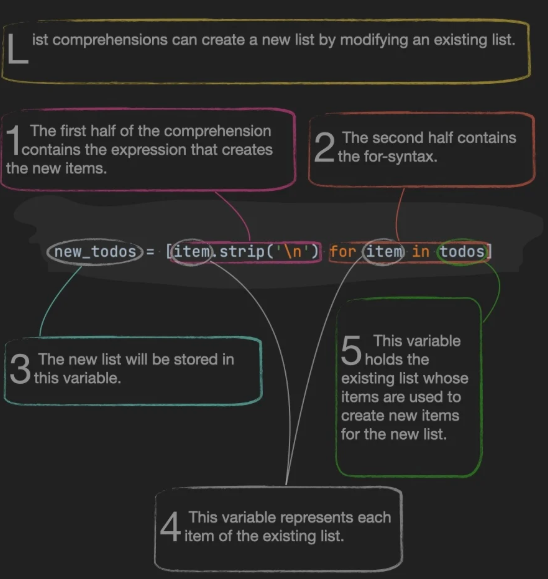 List comprehensions can create a new list by modifying an existing list.
1 The first half of the comprehension
contains the expression that creates
the new items.
2 The second half contains
the for-syntax.
new_todos = [item.strip('\n') for item in todos]
3 The new list will be stored in
this variable.
5 This variable
holds the
existing list whose
items are used to
create new items
for the new list.
4 This variable represents each
item of the existing list.